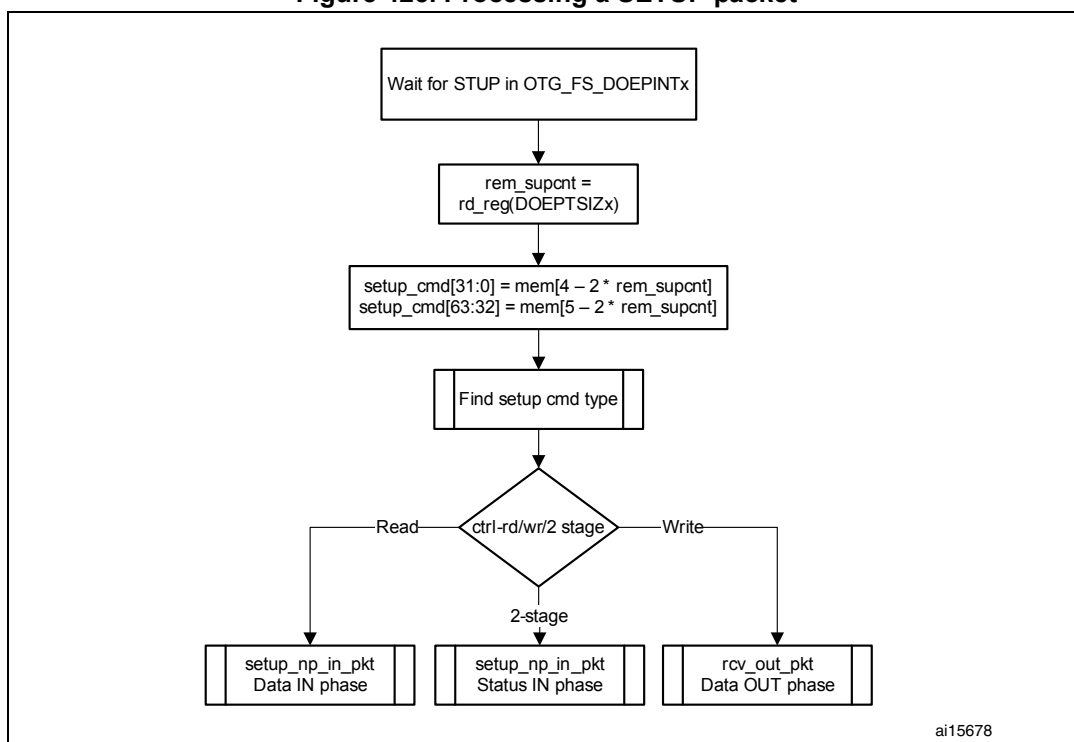 Wait for STUP in OTG_FS_DOEPINTx
rem_supcnt =
rd_reg(DOEPTSIZx)
setup_cmd[31:0] = mem[4 – 2 * rem_supcnt]
setup_cmd[63:32] = mem[5 – 2 * rem_supcnt]
Find setup cmd type
Read
ctrl-rd/wr/2 stage
Write
2-stage
setup_np_in_pkt
Data IN phase
setup_np_in_pkt
Status IN phase
rcv_out_pkt
Data OUT phase
ai15678